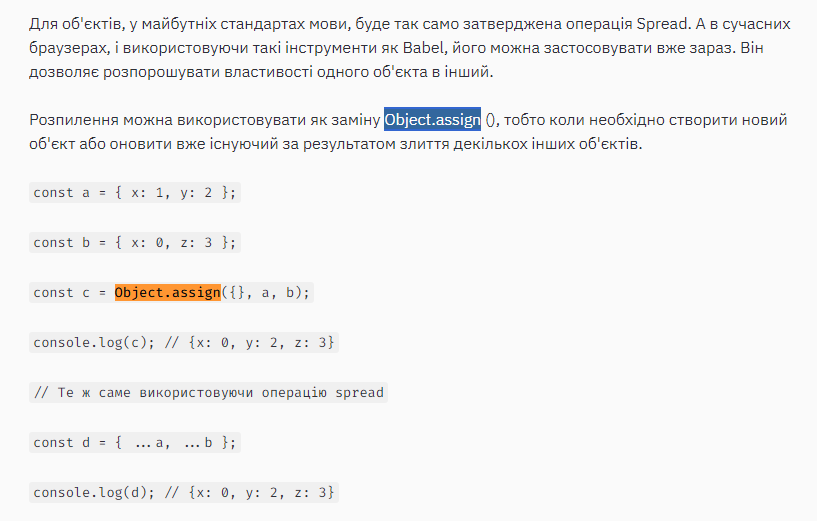 Для об'єктів, у майбутніх стандартах мови, буде так само затверджена операція Spread. А в сучасних
браузерах, і використовуючи такі інструменти як Babel, його можна застосовувати вже зараз. Він
дозволяє розпорошувати властивості одного об'єкта в інший.
Розпилення можна використовувати як заміну Object.assign (), тобто коли необхідно створити новий
об'єкт або оновити вже існуючий за результатом злиття декількох інших об'єктів.
const a = { x: 1, y: 2 };
const b = { x: 0, z: 3 };
const c = Object.assign({}, a, b);
console.log(c); // {x: 0, y: 2, z: 3}
// Те ж саме використовуючи операцію spread
const d = { ...a, ...b };
console.log(d); // {x: 0, y: 2, z: 3}